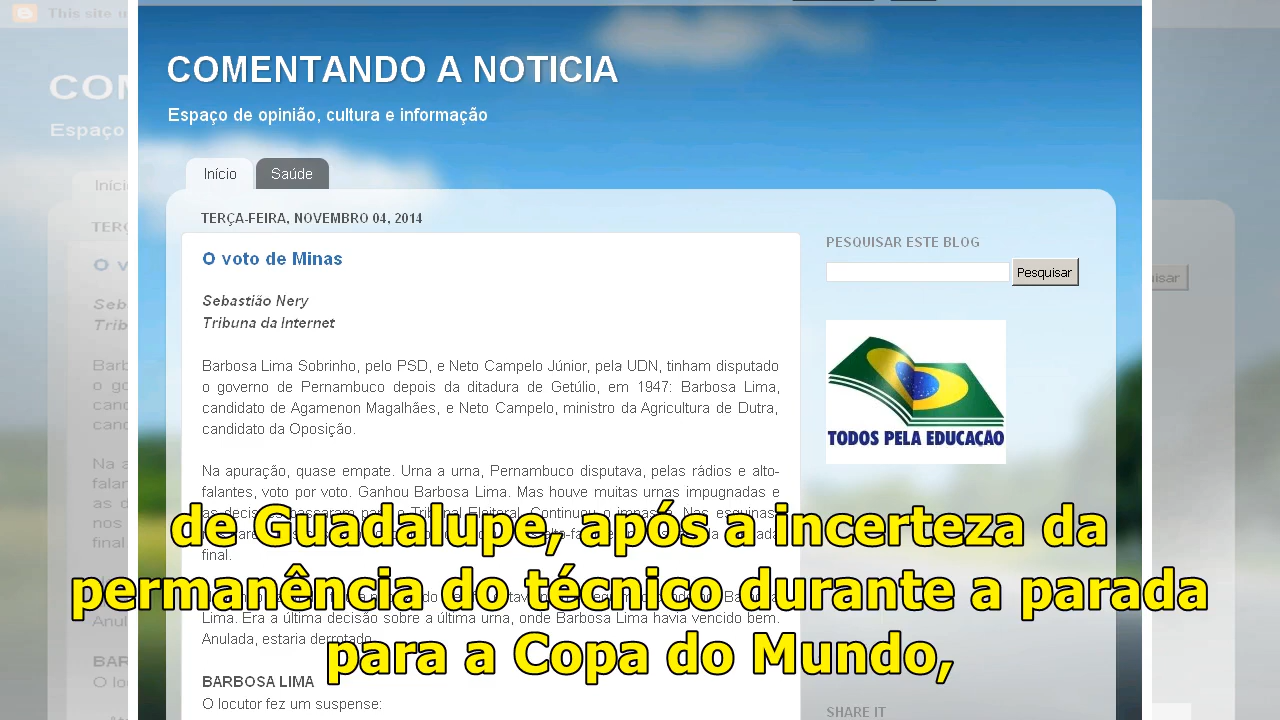 This site u
COMENTANDO A NOTICIA
Espaço de opinião, cultura e informação
Início
Saúde
TERÇA-FEIRA, NOVEMBRO 04, 2014
O voto de Minas
Sebastião Nery
Tribuna da Internet
Barbosa Lima Sobrinho, pelo PSD, e Neto Campelo Júnior, pela UDN, tinham disputado
o governo de Pernambuco depois da ditadura de Getúlio, em 1947: Barbosa Lima,
candidato de Agamenon Magalhães, e Neto Campelo, ministro da Agricultura de Dutra,
candidato da Oposição.
Na apuração, quase empate. Urna a urna, Pernambuco disputava, pelas rádios e alto-
falantes, voto por voto. Ganhou Barbosa Lima. Mas houve muitas urnas impugnadas e
final.
Lima. Era a última decisão sobre a última urna, onde Barbosa Lima havia vencido bem.
Anulada, estaria derrotado.
BARBOSA LIMA
O locutor fez um suspense:
PESQUISAR ESTE BLOG
Pesquisar
TODOS PELA EDUCAÇÃO
SHARE IT
de Guadalupe, após a incerteza da
permanência do técnico durante a parada
para a Copa do Mundo,